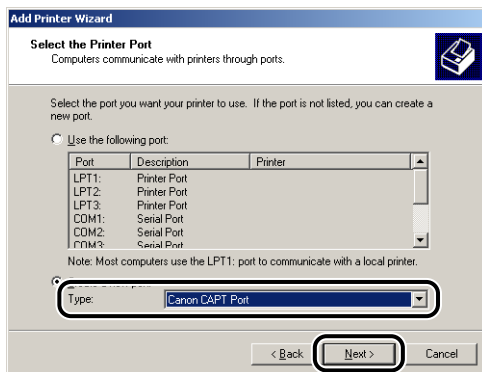 Add Printer Wizard
Select the Printer Port
Computers communicate with printers through ports.
Select the port you want your printer to use. If the port is not listed, you can create a
new port.
Use the following port:
Port Description Printer
LPT1: Printer Port
LPT2: Printer Port
LPT3: Printer Port
COM1: Serial Port
COM2: Serial Port
COM3: Serial Port
Note: Most computers use the LPT1: port to communicate with a local printer.
Type: Canon CAPT Port
< Back Next > Cancel